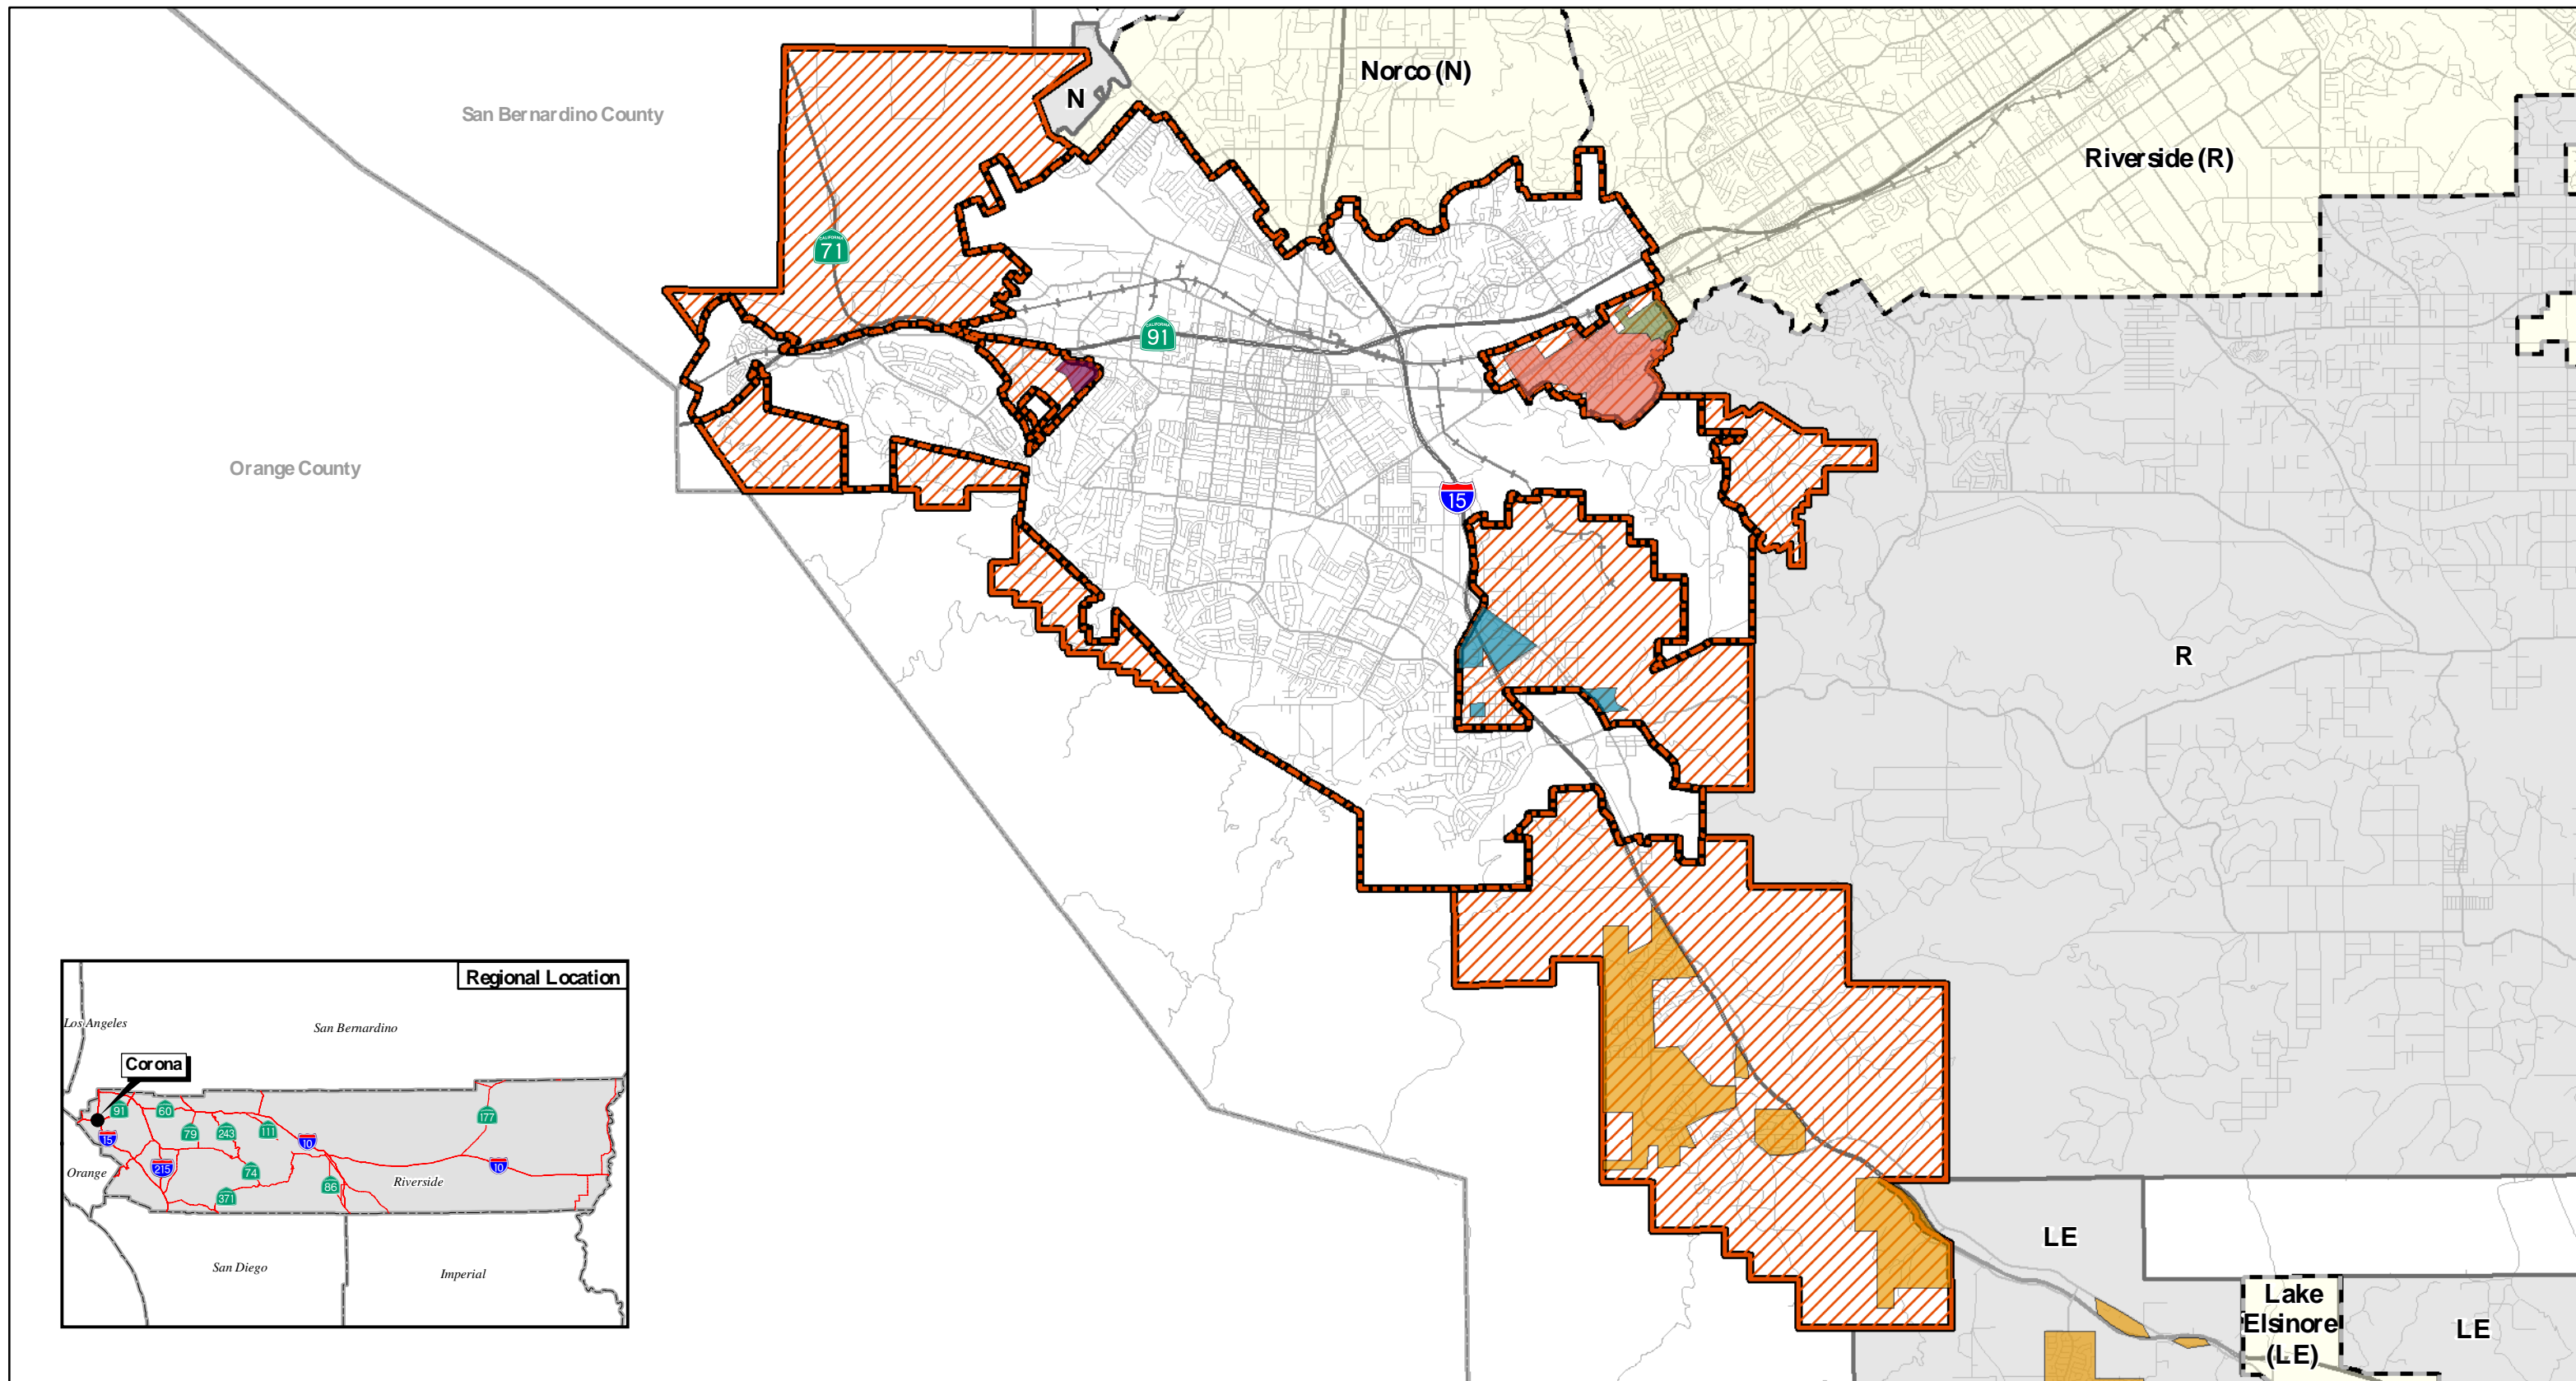 Norco (N)
N
San Bernardino County
Riverside (R)
CALIFORNIA
71
CALIFORNIA
91
Orange County
15
R
Regional Location
Los Angeles
San Bernardino
Corona
91
60
177
79
243
111
15
10
215
74
10
Orange
Riverside
86
371
San Diego
Imperial
LE
Lake
Elsinore
(LE)
LE